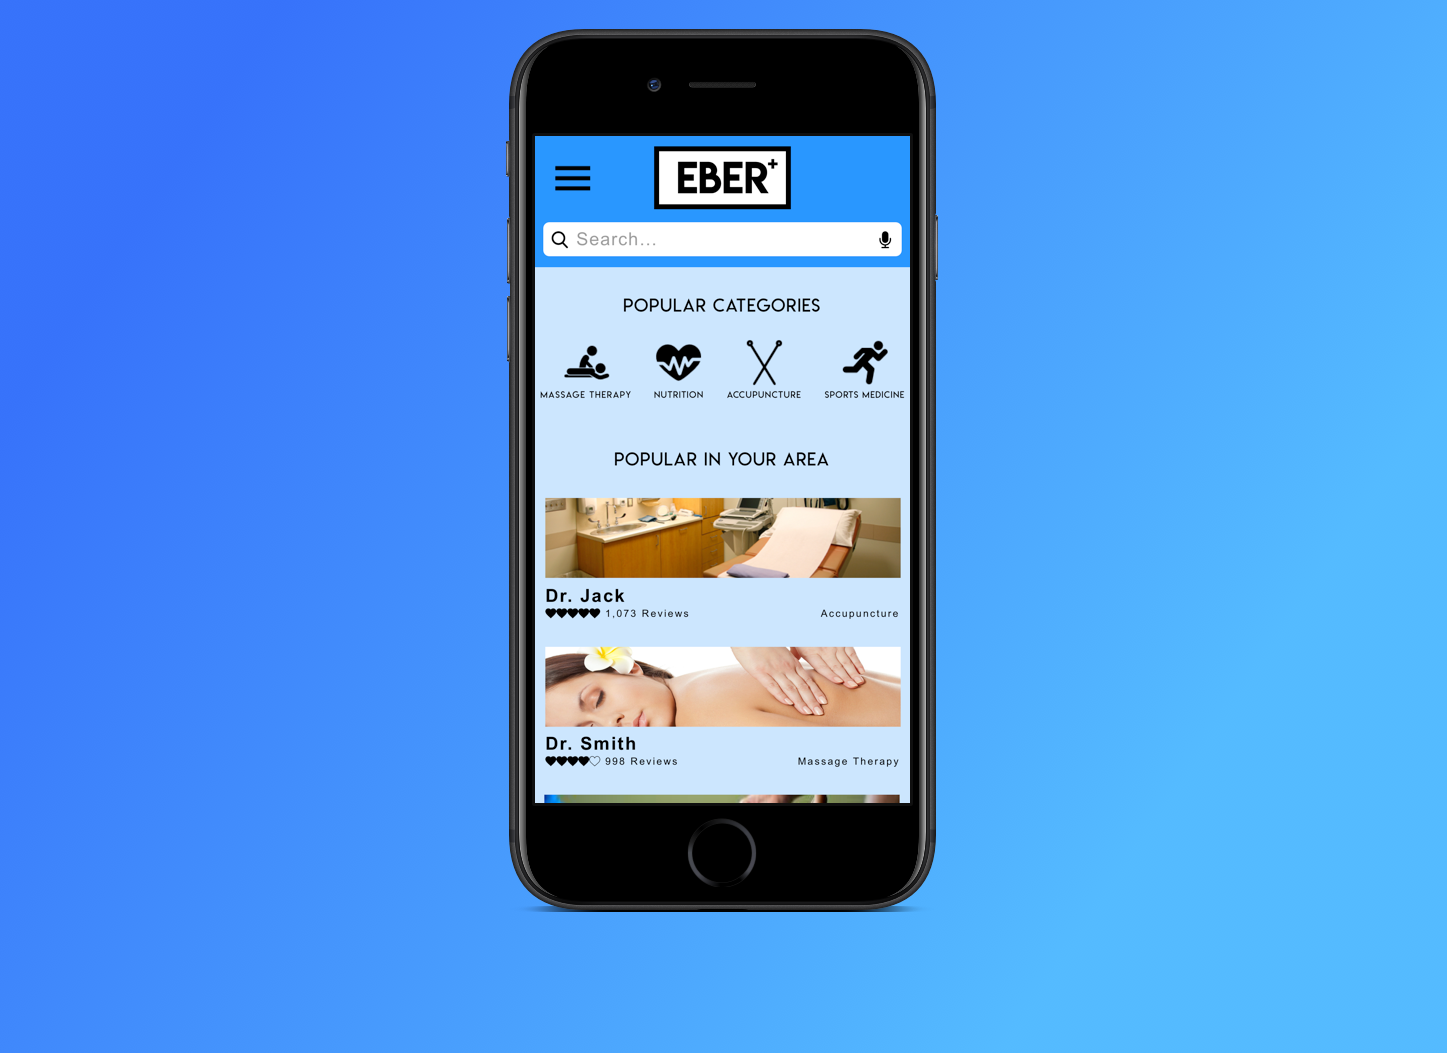 EBER+
Search...
POPULAR CATEGORIES
MASSAGE THERAPY NUTRITION ACCUPUNCTURE SPORTS MEDICINE
POPULAR IN YOUR AREA
Dr. Jack
1,073 Reviews Accupuncture
Dr. Smith
998 Reviews Massage Therapy